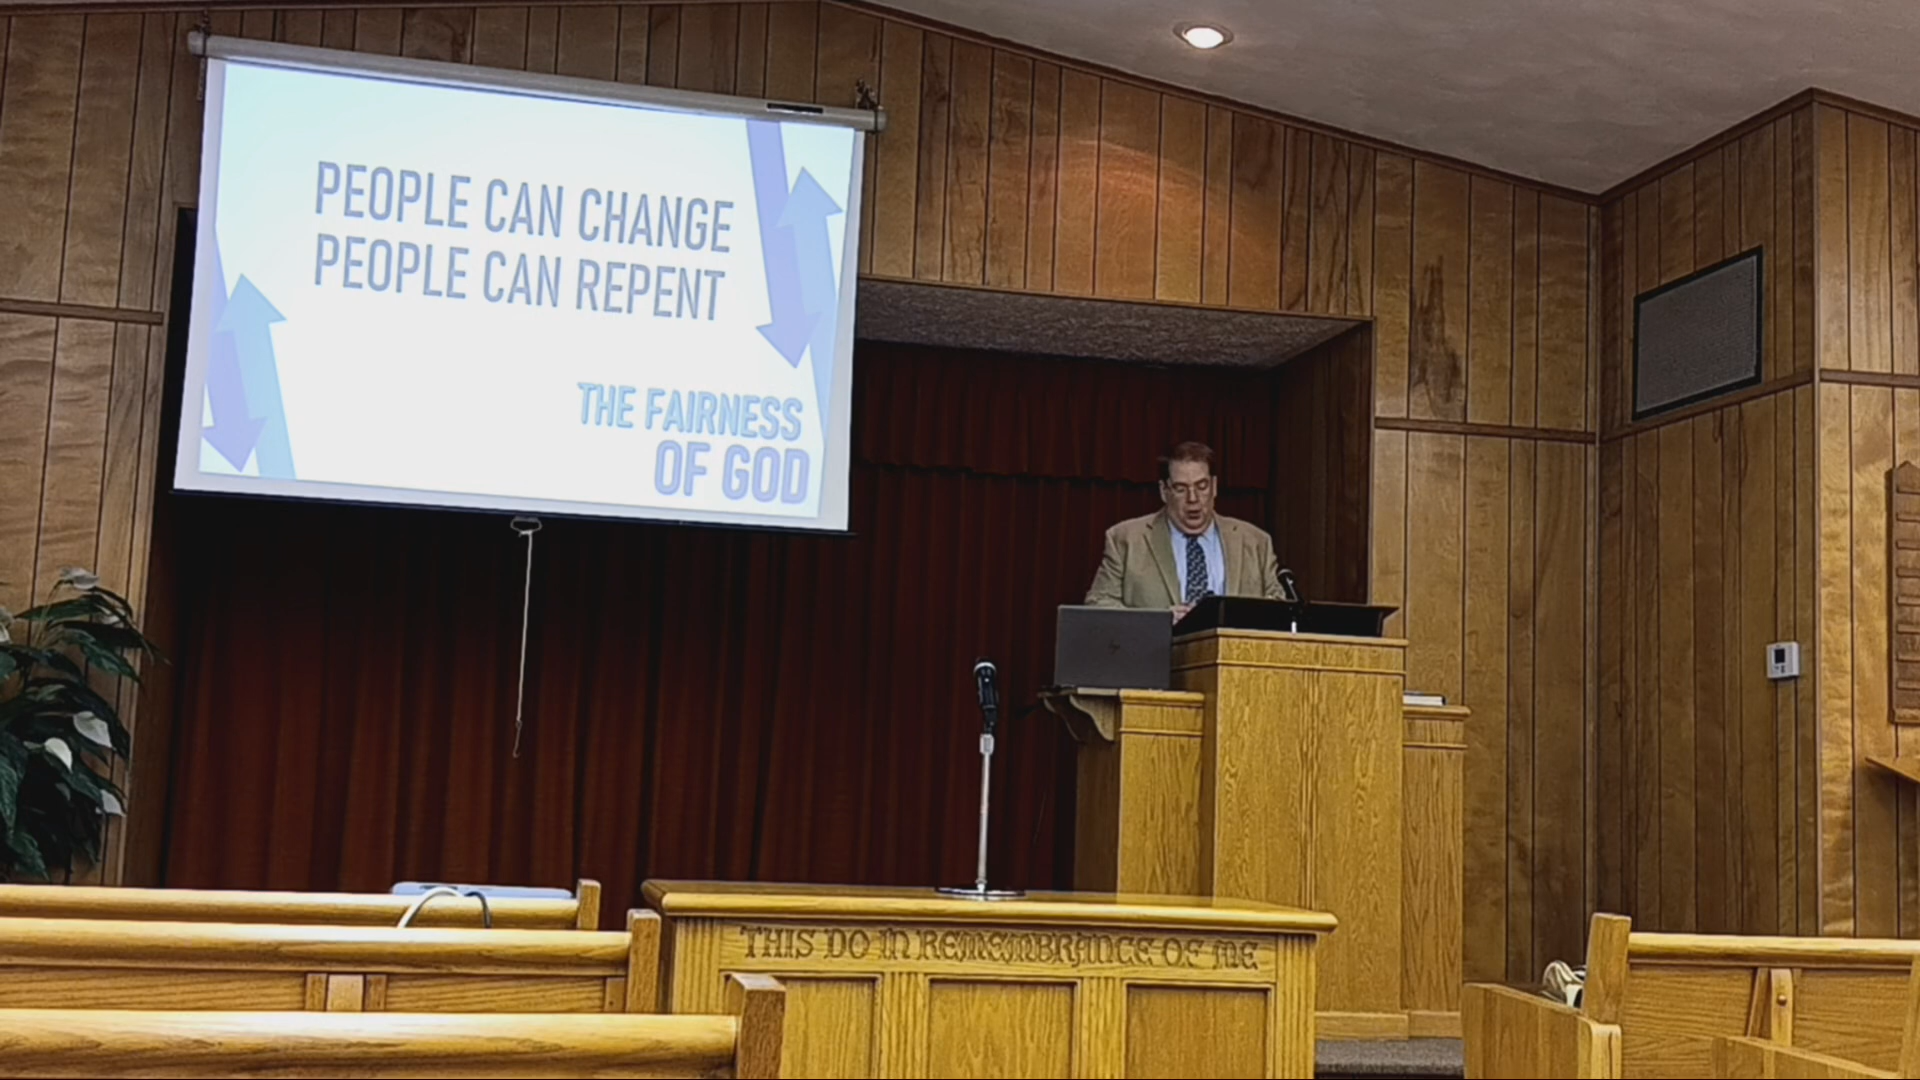 PEOPLE CAN CHANGE
PEOPLE CAN REPENT
THE FAIRNESS
OF GOD
THIS DO IN REMEMBRANCE OF ME